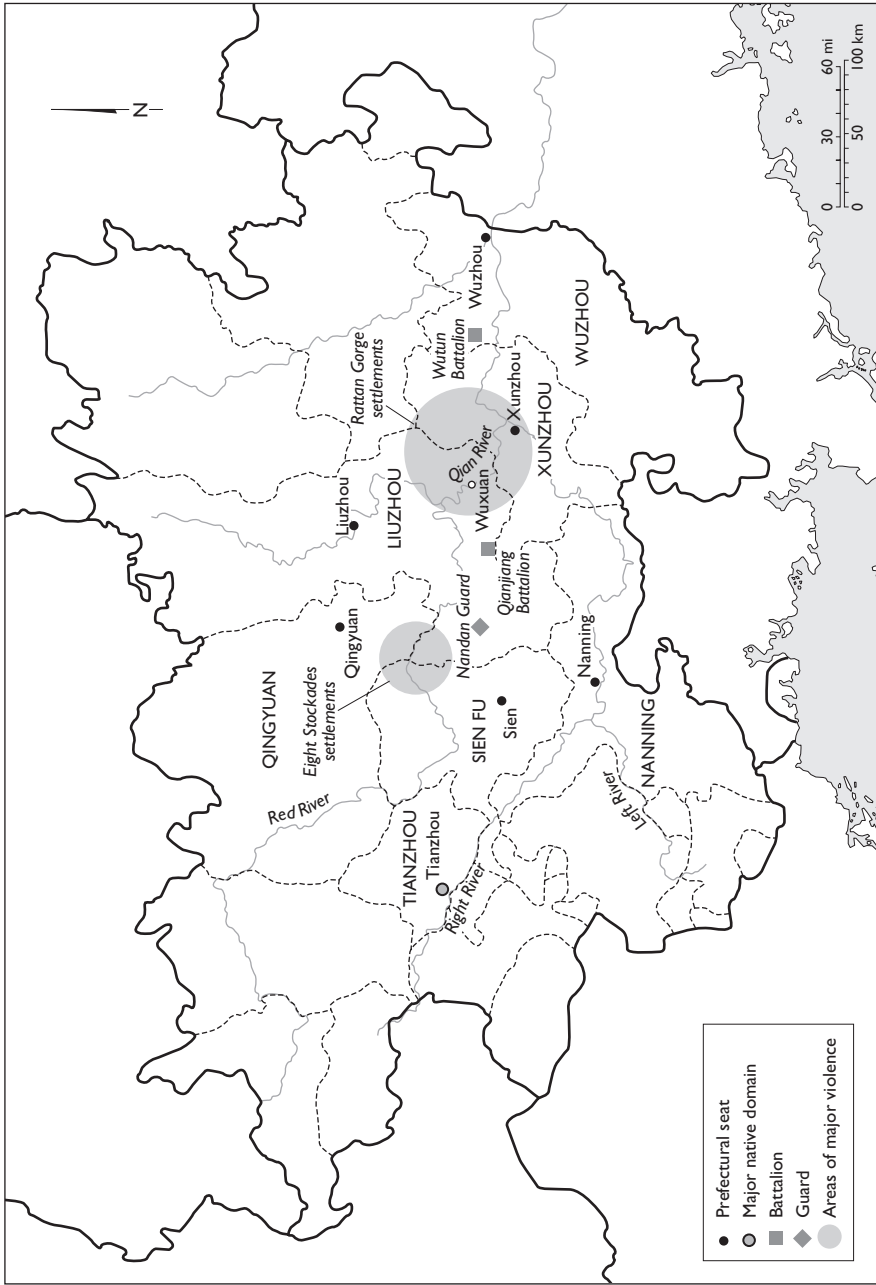 N
QINGYUAN
Qingyuan
Eight Stockades
settlements
Red River
Liuzhou
LIUZHOU
Rattan Gorge
settlements
TIANZHOU
Tianzhou
Right River
SIEN FU
Sien
Nandan Guard
Qianjiang
Battalion
Wuxuan
Qian River
Xunzhou
XUNZHOU
Wutun
Battalion
Wuzhou
WUZHOU
Nanning
NANNING
Left River
Prefectural seat
Major native domain
Battalion
Guard
Areas of major violence
0 30 60 mi
0 50 100 km